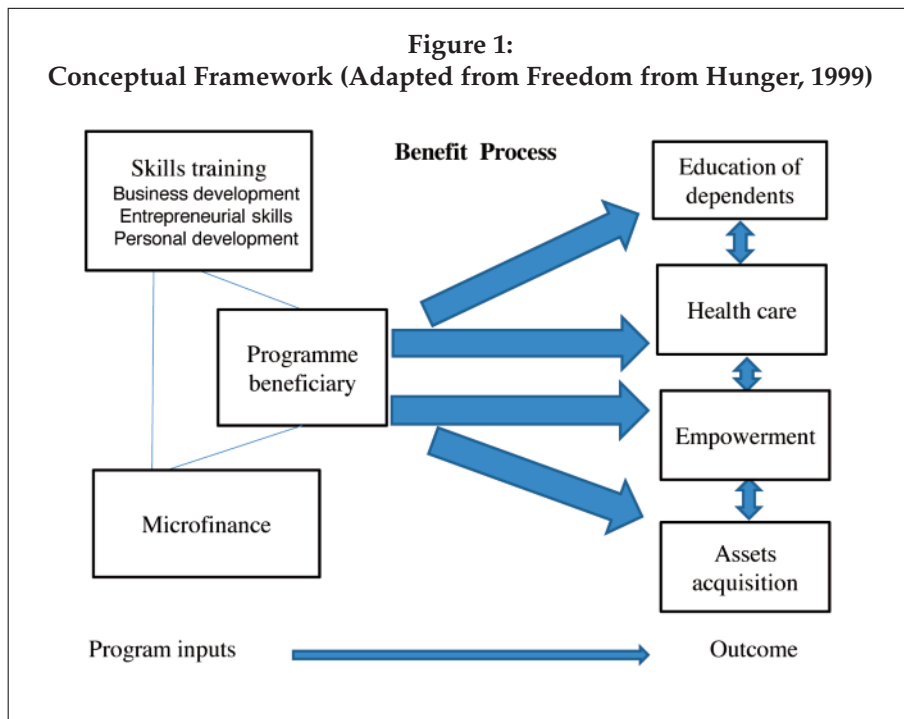 Figure 1:
Conceptual Framework (Adapted from Freedom from Hunger, 1999)
Skills training
Business development
Entrepreneurial skills
Personal development
Benefit Process
Education of
dependents
Health care
Programme
beneficiary
Empowerment
Microfinance
Assets
acquisition
Program inputs
Outcome